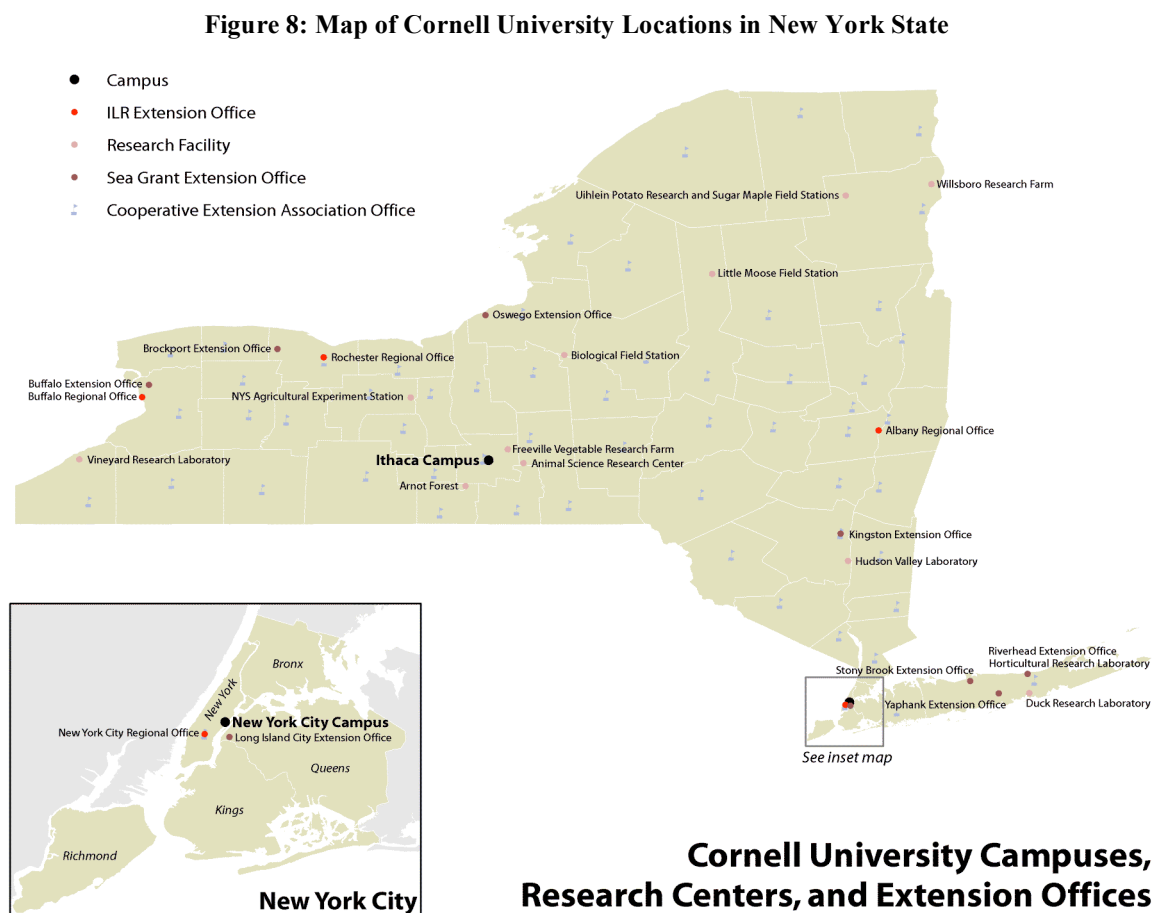 Figure 8: Map of Cornell University Locations in New York State
Campus
ILR Extension Office
Research Facility
Sea Grant Extension Office
Cooperative Extension Association Office
Willsboro Research Farm
Uihlein Potato Research and Sugar Maple Field Stations
Little Moose Field Station
Oswego Extension Office
Brockport Extension Office
Rochester Regional Office
Biological Field Station
Buffalo Extension Office
Buffalo Regional Office
NYS Agricultural Experiment Station
Albany Regional Office
Freeville Vegetable Research Farm
Vineyard Research Laboratory
Ithaca Campus
Animal Science Research Center
Arnot Forest
Kingston Extension Office
Hudson Valley Laboratory
Riverhead Extension Office
Horticultural Research Laboratory
Stony Brook Extension Office
Yaphank Extension Office
Duck Research Laboratory
See inset map
Bronx
New York
New York City Campus
New York City Regional Office
Long Island City Extension Office
Queens
Kings
Richmond
New York City
Cornell University Campuses,
Research Centers, and Extension Offices